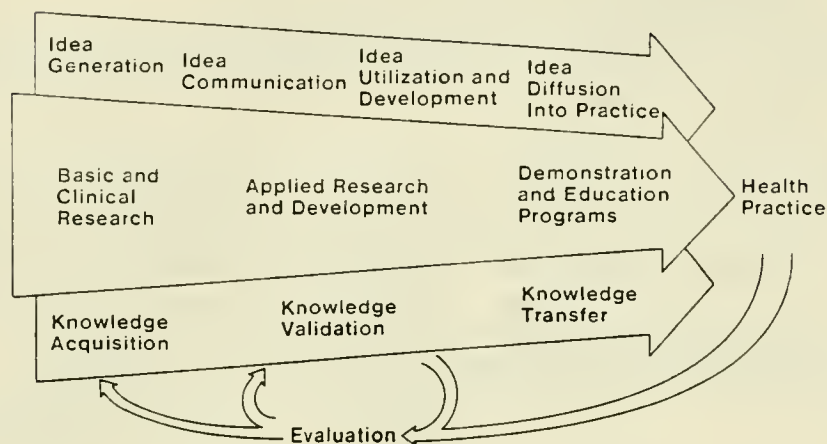 Idea
Generation
Idea
Communication
Idea
Utilization and
Development
Idea
Diffusion
Into Practice
Basic and
Clinical
Research
Applied Research
and Development
Demonstration
and Education
Programs
Health
Practice
Knowledge
Acquisition
Knowledge
Validation
Knowledge
Transfer
Evaluation